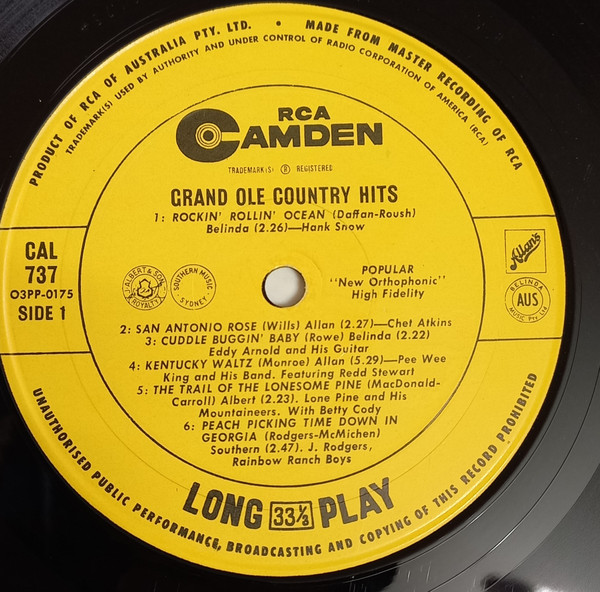 PRODUCT OF RCA OF AUSTRALIA PTY. LTD. • MADE FROM MASTER RECORDING OF RCA
TRADEMARK(S) USED BY AUTHORITY AND UNDER CONTROL OF RADIO CORPORATION OF AMERICA (RCA)
RCA
CAMDEN
TRADEMARK(S) ® REGISTERED
GRAND OLE COUNTRY HITS
1: ROCKIN' ROLLIN' OCEAN (Daffan-Roush)
Belinda (2.26)—Hank Snow
CAL
737
O3PP-0175
SIDE 1
ALBERT & SON
ROYALTY
SOUTHERN MUSIC
SYDNEY
POPULAR
"New Orthophonic"
High Fidelity
Allan's
BELINDA
AUS
MUSIC Pty. Ltd.
2: SAN ANTONIO ROSE (Wills) Allan (2.27)—Chet Atkins
3: CUDDLE BUGGIN' BABY (Rowe) Belinda (2.22)
Eddy Arnold and His Guitar
4: KENTUCKY WALTZ (Munroe) Allan (5.29)—Pee Wee
King and His Band. Featuring Redd Stewart
5: THE TRAIL OF THE LONESOME PINE (MacDonald-
Carroll) Albert (2.23). Lone Pine and His
Mountaineers. With Betty Cody
6: PEACH PICKING TIME DOWN IN
GEORGIA (Rodgers-McMichen)
Southern (2.47). J. Rodgers,
Rainbow Ranch Boys
LONG 33⅓ PLAY
UNAUTHORISED PUBLIC PERFORMANCE, BROADCASTING AND COPYING OF THIS RECORD PROHIBITED